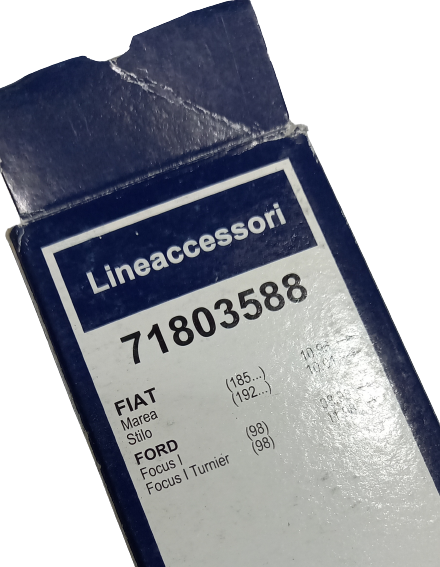 Lineaccessori
71803588
FIAT
Marea (185...)
Stilo (192...)
FORD
Focus I (98)
Focus I Turnier (98)